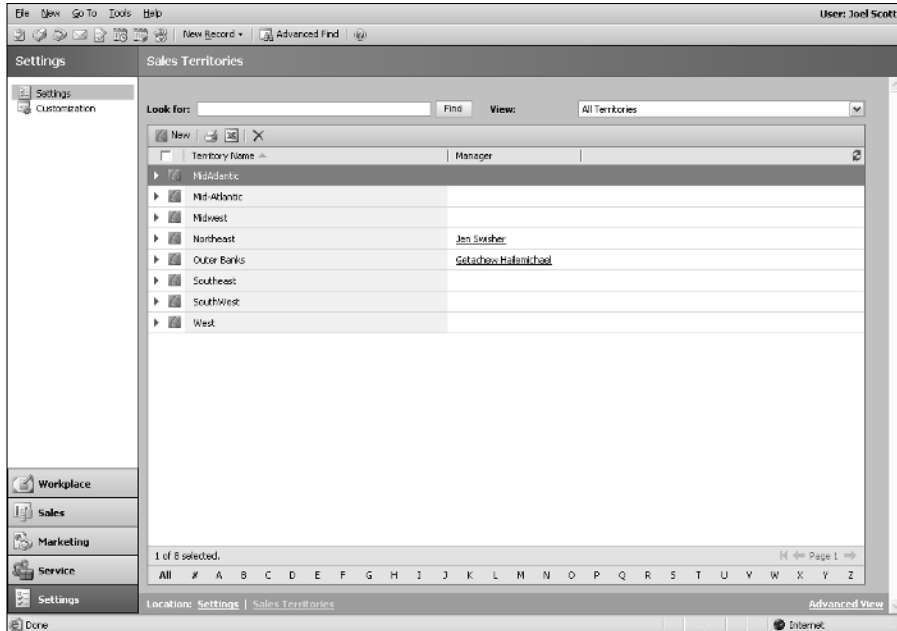 File New Go To Tools Help User: Joel Scott
New Record Advanced Find
Settings Sales Territories
Settings
Customization
Look for: Find View: All Territories
New
Territory Name Manager
MidAtlantic
Mid-Atlantic
Midwest
Northeast Jen Swisher
Outer Banks Getachew Hailemichael
Southeast
SouthWest
West
Workplace
Sales
Marketing
Service
Settings
1 of 8 selected. Page 1
All # A B C D E F G H I J K L M N O P Q R S T U V W X Y Z
Location: Settings | Sales Territories Advanced View
Done Internet